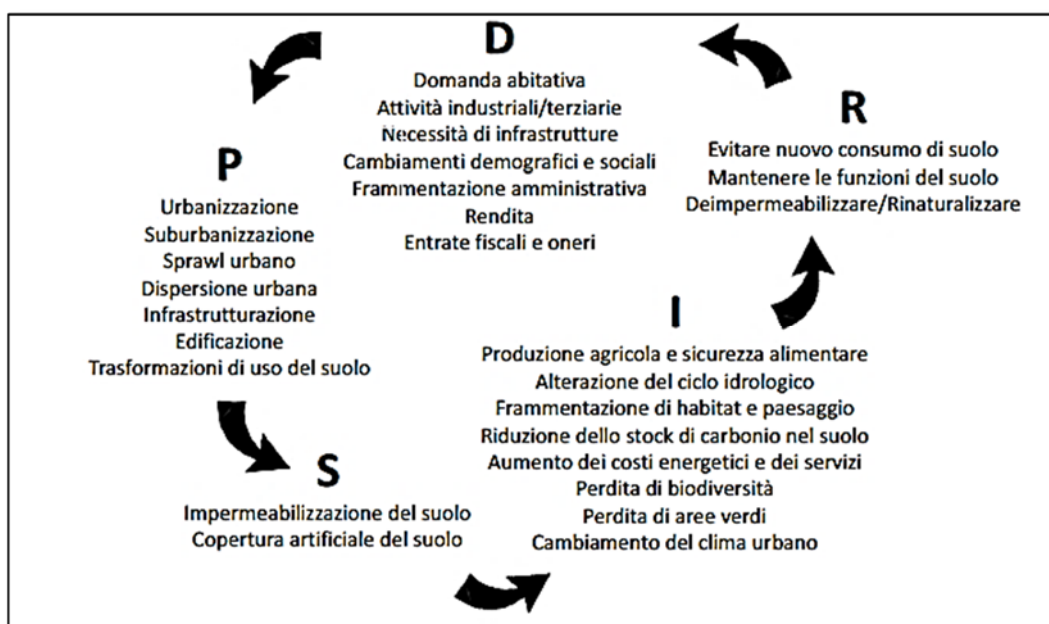 D
Domanda abitativa
Attività industriali/terziarie
Necessità di infrastrutture
Cambiamenti demografici e sociali
Frammentazione amministrativa
Rendita
Entrate fiscali e oneri
P
Urbanizzazione
Suburbanizzazione
Sprawl urbano
Dispersione urbana
Infrastrutturazione
Edificazione
Trasformazioni di uso del suolo
S
Impermeabilizzazione del suolo
Copertura artificiale del suolo
I
Produzione agricola e sicurezza alimentare
Alterazione del ciclo idrologico
Frammentazione di habitat e paesaggio
Riduzione dello stock di carbonio nel suolo
Aumento dei costi energetici e dei servizi
Perdita di biodiversità
Perdita di aree verdi
Cambiamento del clima urbano
R
Evitare nuovo consumo di suolo
Mantenere le funzioni del suolo
Deimpermeabilizzare/Rinaturalizzare